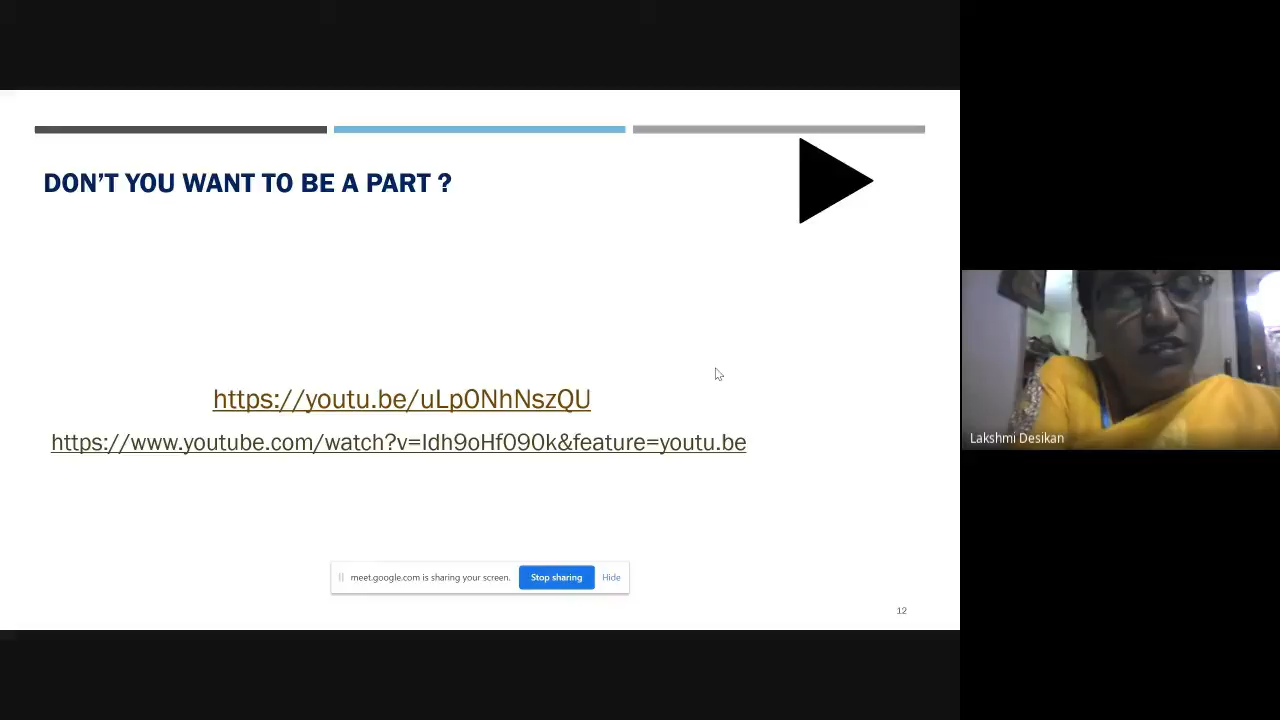 DON'T YOU WANT TO BE A PART ?
https://youtu.be/uLp0NhNszQU
https://www.youtube.com/watch?v=Idh9oHf090k&feature=youtu.be
meet.google.com is sharing your screen. Stop sharing Hide
12
Lakshmi Desikan